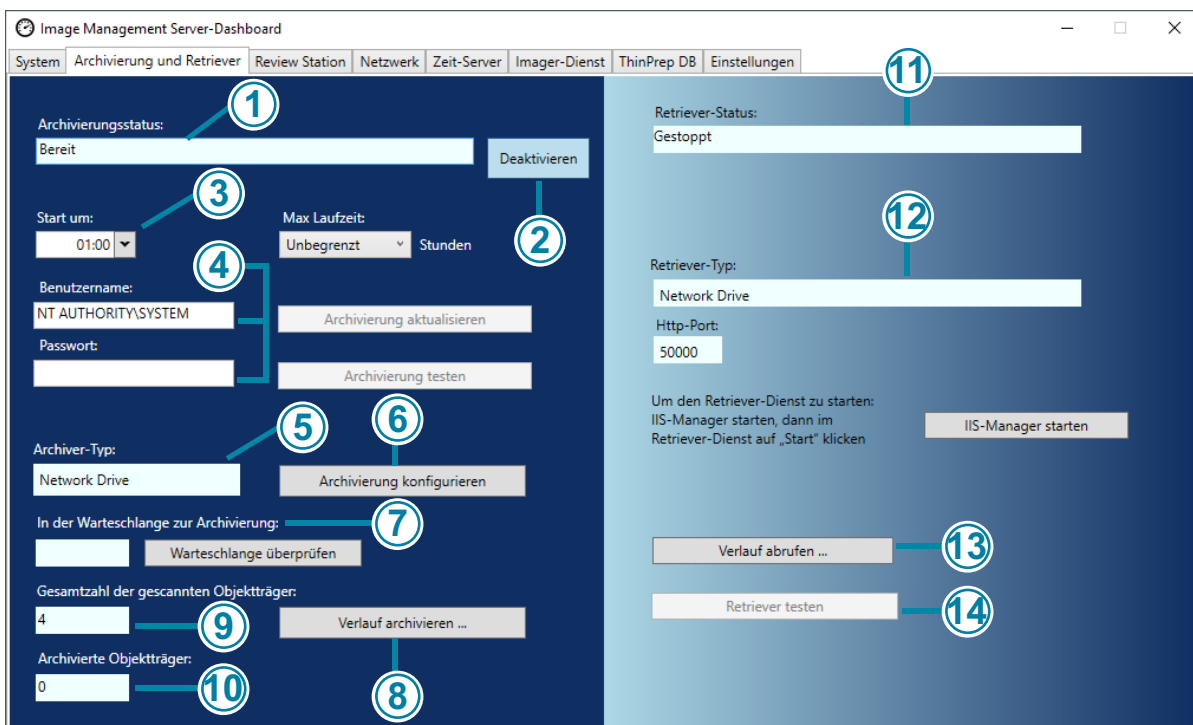 Image Management Server-Dashboard
System Archivierung und Retriever Review Station Netzwerk Zeit-Server Imager-Dienst ThinPrep DB Einstellungen
1
Archivierungsstatus:
Bereit
Deaktivieren
2
3
Start um:
01:00
Max Laufzeit:
Unbegrenzt
Stunden
4
Benutzername:
NT AUTHORITY\SYSTEM
Archivierung aktualisieren
Passwort:
Archivierung testen
5
6
Archiver-Typ:
Network Drive
Archivierung konfigurieren
In der Warteschlange zur Archivierung:
7
Warteschlange überprüfen
Gesamtzahl der gescannten Objektträger:
4
9
Verlauf archivieren ...
Archivierte Objektträger:
0
10
8
11
Retriever-Status:
Gestoppt
12
Retriever-Typ:
Network Drive
Http-Port:
50000
Um den Retriever-Dienst zu starten:
IIS-Manager starten, dann im
Retriever-Dienst auf „Start" klicken
IIS-Manager starten
Verlauf abrufen ...
13
Retriever testen
14